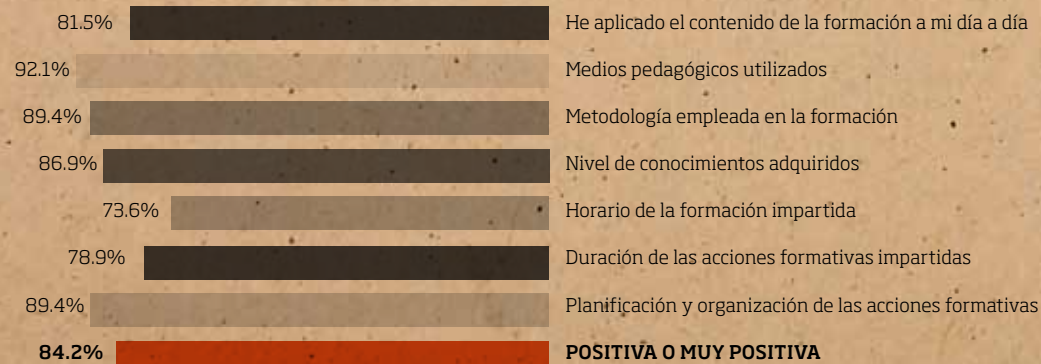 81.5% He aplicado el contenido de la formación a mi día a día
92.1% Medios pedagógicos utilizados
89.4% Metodología empleada en la formación
86.9% Nivel de conocimientos adquiridos
73.6% Horario de la formación impartida
78.9% Duración de las acciones formativas impartidas
89.4% Planificación y organización de las acciones formativas
84.2% POSITIVA O MUY POSITIVA